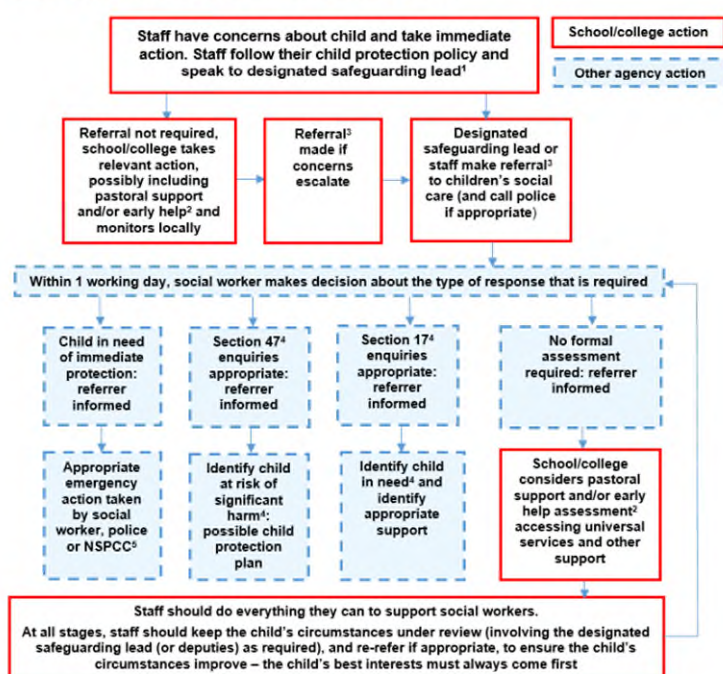 Staff have concerns about child and take immediate
action. Staff follow their child protection policy and
speak to designated safeguarding lead¹
School/college action
Other agency action
Referral not required,
school/college takes
relevant action,
possibly including
pastoral support
and/or early help² and
monitors locally
Referral³
made if
concerns
escalate
Designated
safeguarding lead or
staff make referral³
to children's social
care (and call police
if appropriate)
Within 1 working day, social worker makes decision about the type of response that is required
Child in need
of immediate
protection:
referrer
informed
Section 47⁴
enquiries
appropriate:
referrer
informed
Section 17⁴
enquiries
appropriate:
referrer
informed
No formal
assessment
required: referrer
informed
Appropriate
emergency
action taken
by social
worker, police
or NSPCC⁵
Identify child
at risk of
significant
harm⁴:
possible child
protection
plan
Identify child
in need⁴ and
identify
appropriate
support
School/college
considers pastoral
support and/or early
help assessment²
accessing universal
services and other
support
Staff should do everything they can to support social workers.
At all stages, staff should keep the child's circumstances under review (involving the designated
safeguarding lead (or deputies) as required), and re-refer if appropriate, to ensure the child's
circumstances improve – the child's best interests must always come first